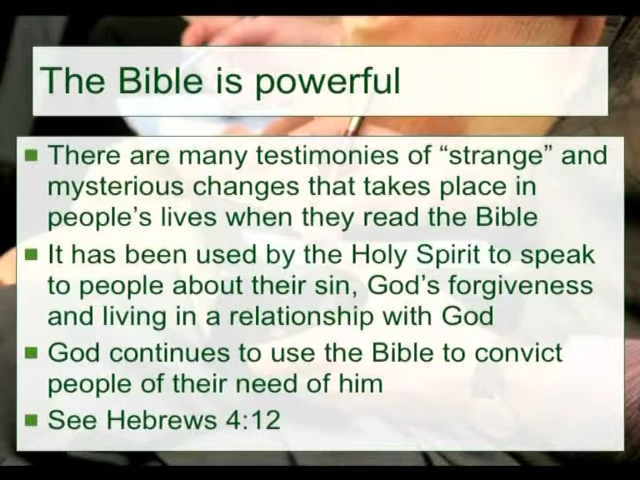 The Bible is powerful
There are many testimonies of “strange” and
mysterious changes that takes place in
people’s lives when they read the Bible
It has been used by the Holy Spirit to speak
to people about their sin, God’s forgiveness
and living in a relationship with God
God continues to use the Bible to convict
people of their need of him
See Hebrews 4:12